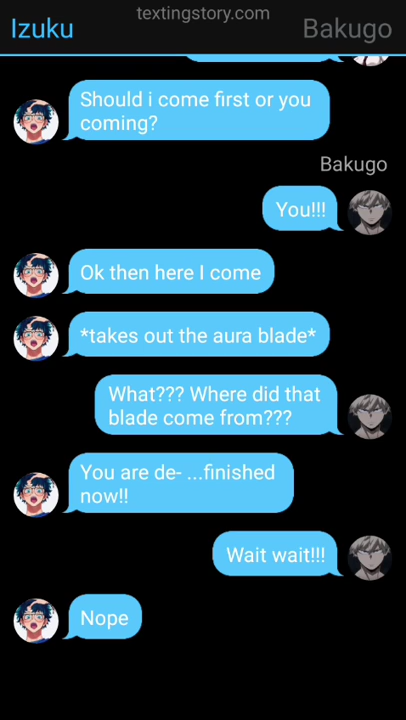 textingstory.com
Izuku
Bakugo
Should i come first or you
coming?
Bakugo
You!!!
Ok then here I come
*takes out the aura blade*
What??? Where did that
blade come from???
You are de- ...finished
now!!
Wait wait!!!
Nope